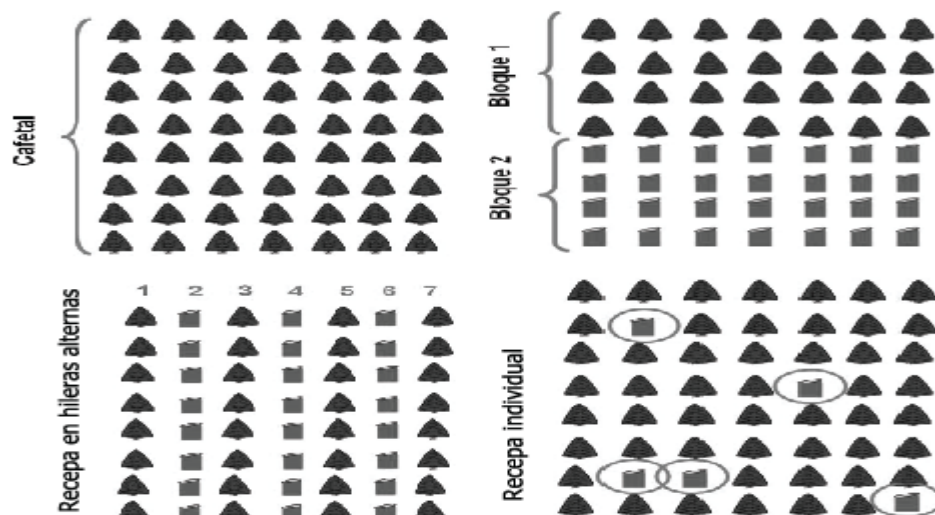 Cafetal
Bloque 1
Bloque 2
Recepa en hileras alternas
1 2 3 4 5 6 7
Recepa individual